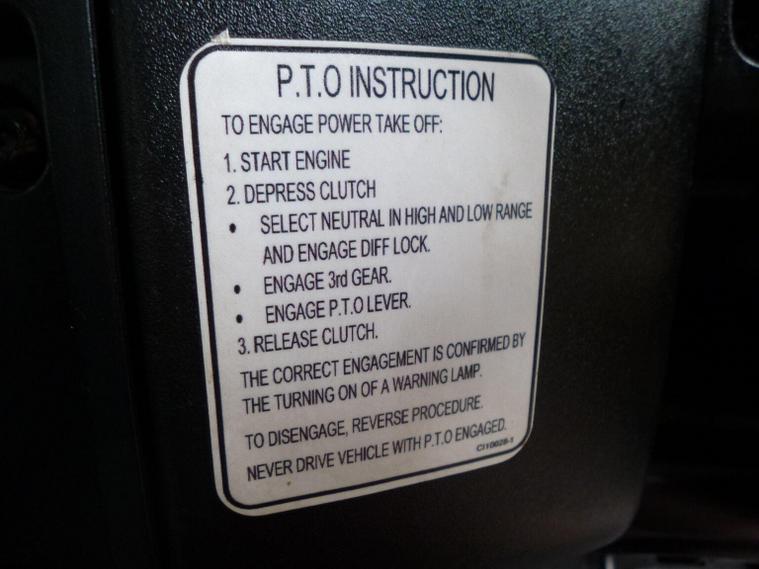 P.T.O INSTRUCTION
TO ENGAGE POWER TAKE OFF:
1. START ENGINE
2. DEPRESS CLUTCH
• SELECT NEUTRAL IN HIGH AND LOW RANGE
AND ENGAGE DIFF LOCK.
• ENGAGE 3rd GEAR.
• ENGAGE P.T.O LEVER.
3. RELEASE CLUTCH.
THE CORRECT ENGAGEMENT IS CONFIRMED BY
THE TURNING ON OF A WARNING LAMP.
TO DISENGAGE, REVERSE PROCEDURE.
NEVER DRIVE VEHICLE WITH P.T.O ENGAGED.
CI10028-1